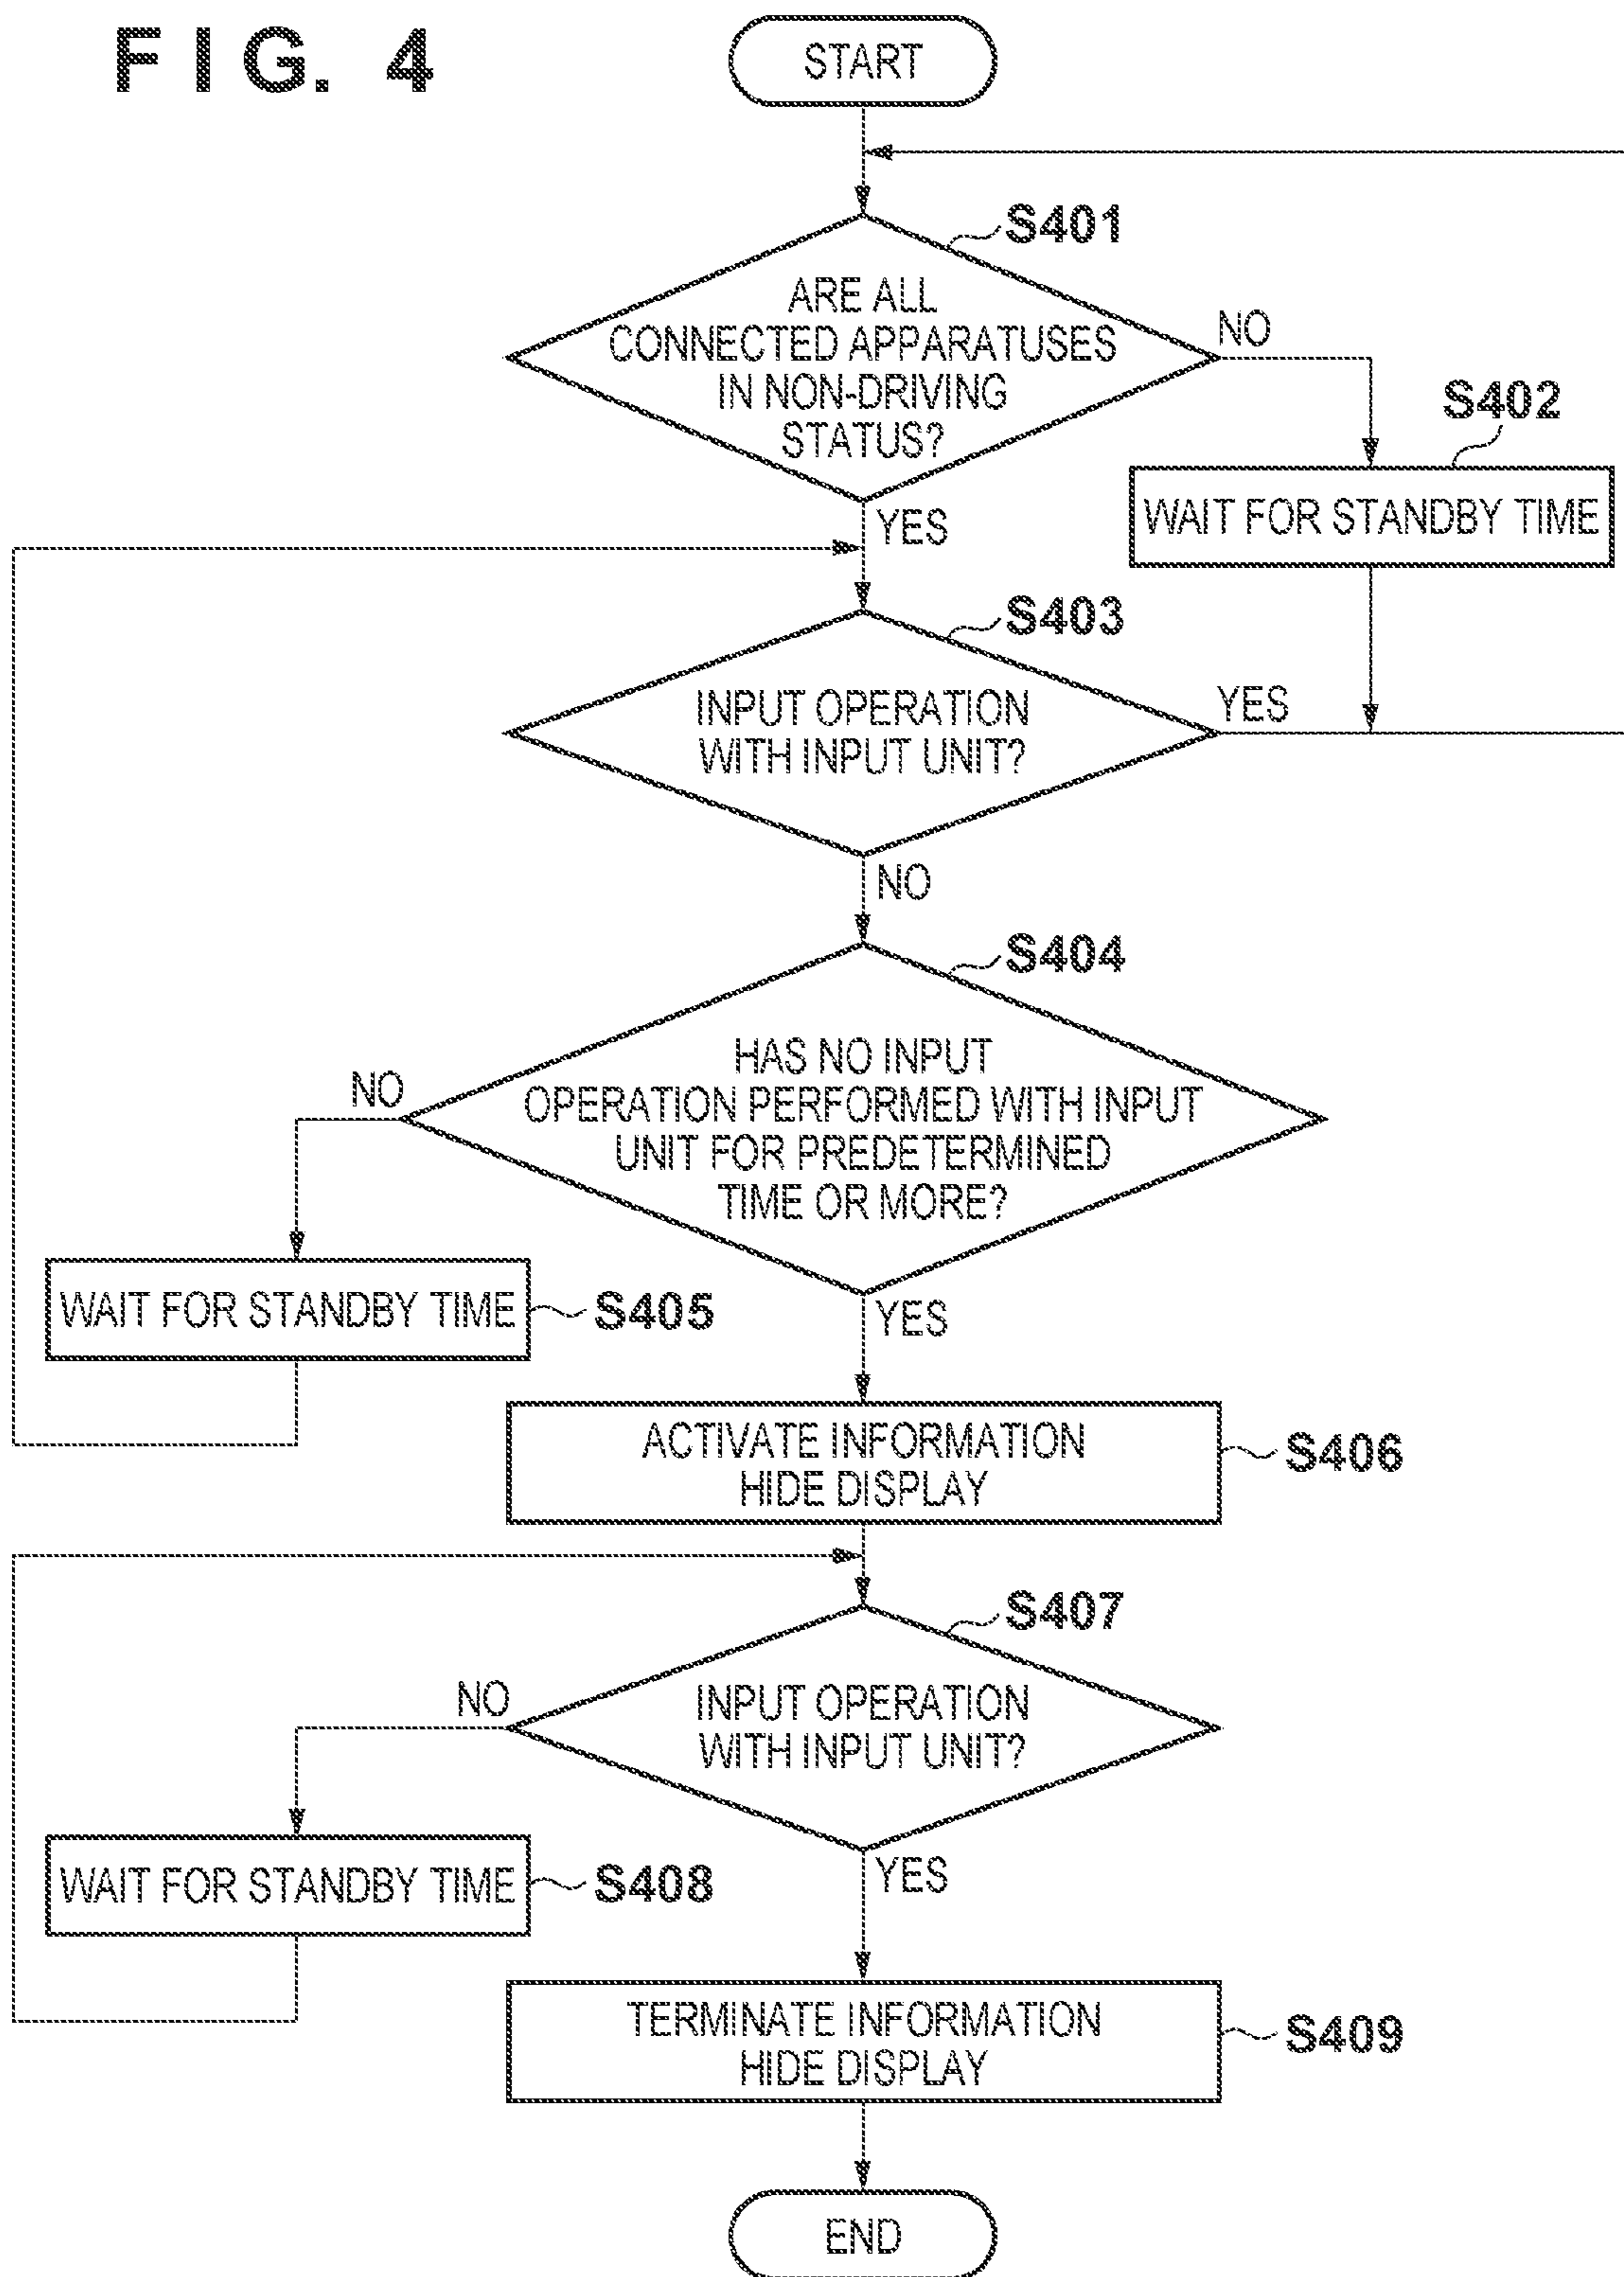 FIG. 4
START
S401
ARE ALL
CONNECTED APPARATUSES
IN NON-DRIVING
STATUS?
NO
S402
WAIT FOR STANDBY TIME
YES
S403
INPUT OPERATION
WITH INPUT UNIT?
YES
NO
S404
HAS NO INPUT
OPERATION PERFORMED WITH INPUT
UNIT FOR PREDETERMINED
TIME OR MORE?
NO
WAIT FOR STANDBY TIME
S405
YES
ACTIVATE INFORMATION
HIDE DISPLAY
S406
S407
INPUT OPERATION
WITH INPUT UNIT?
NO
WAIT FOR STANDBY TIME
S408
YES
TERMINATE INFORMATION
HIDE DISPLAY
S409
END